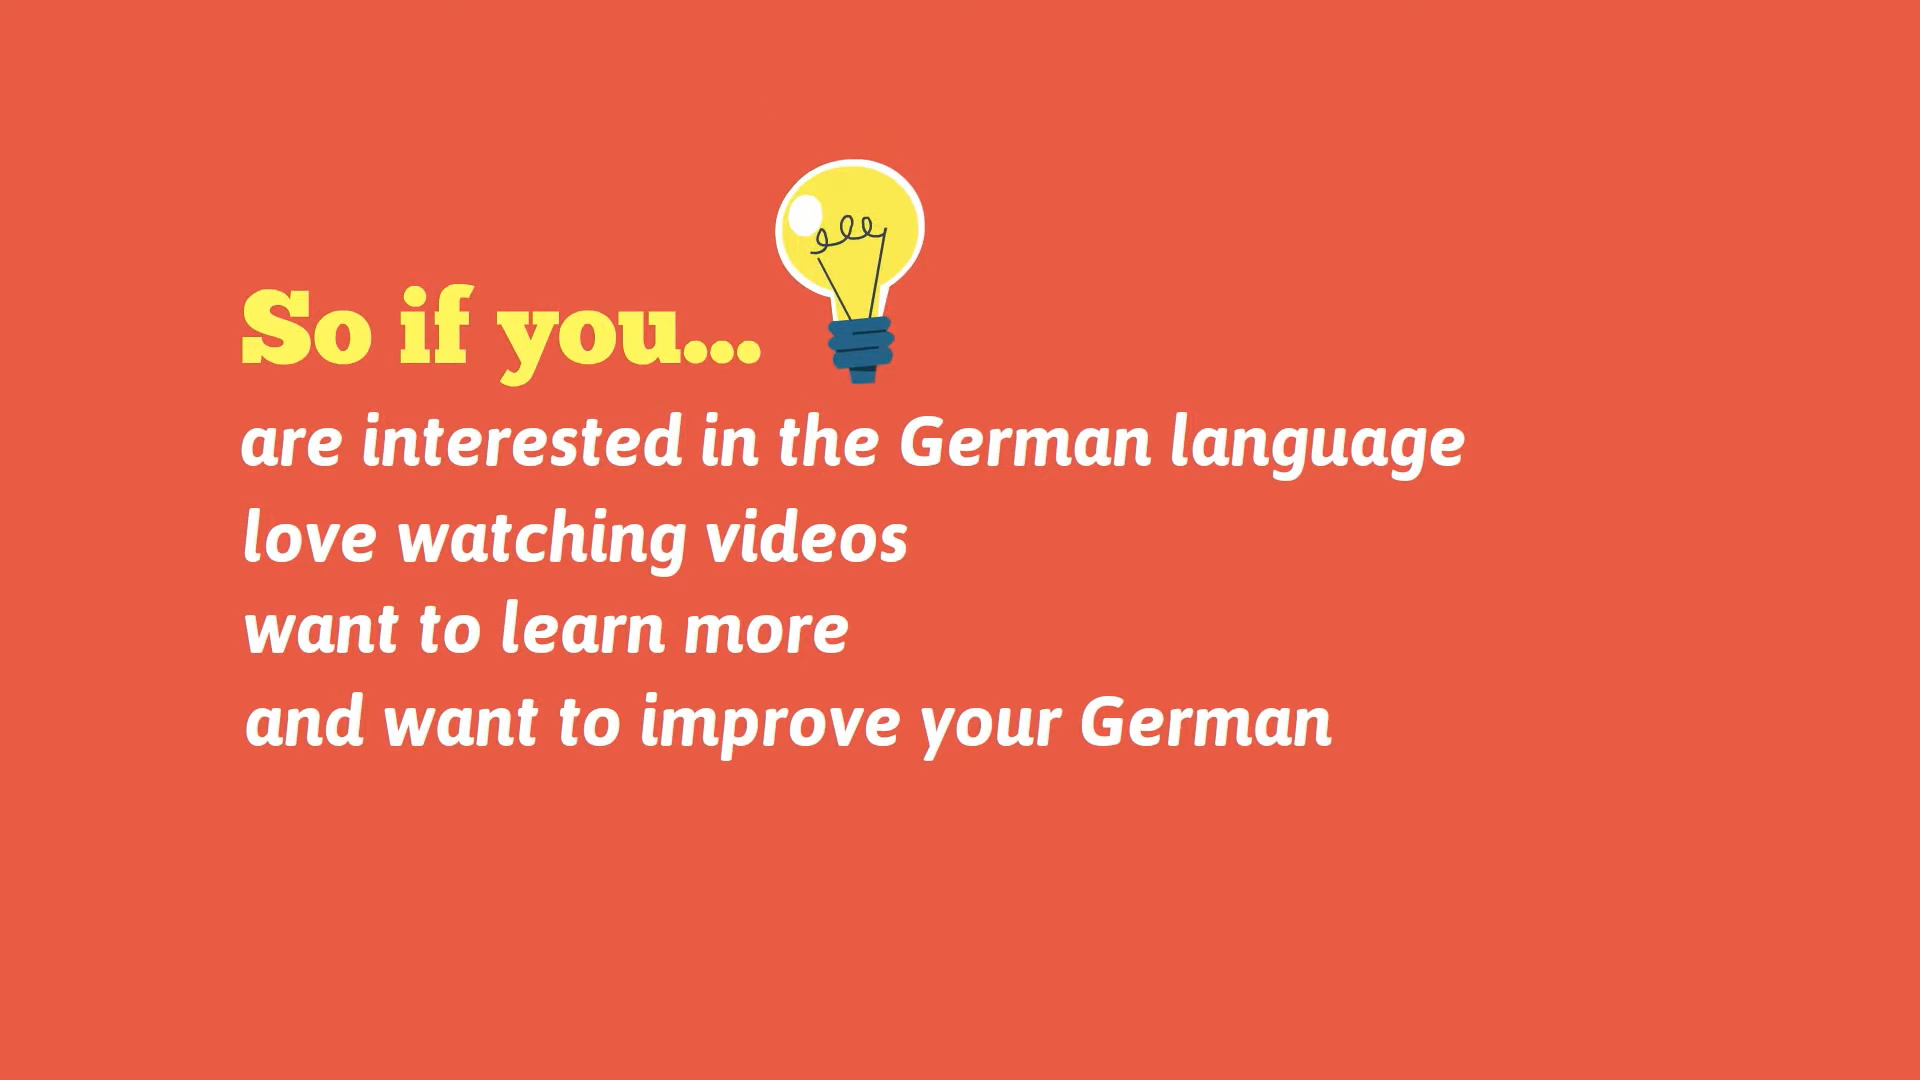 So if you...
are interested in the German language
love watching videos
want to learn more
and want to improve your German